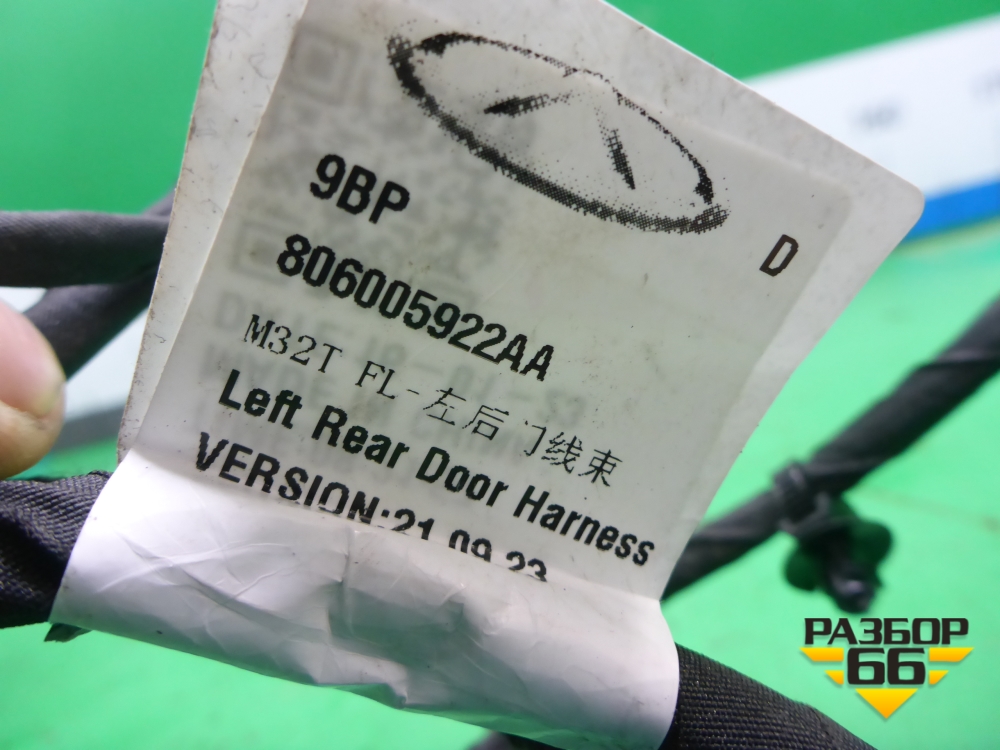 9BP
D
806005922AA
M32T FL-左后门线束
Left Rear Door Harness
VERSION:21.09.23
РАЗБОР
66